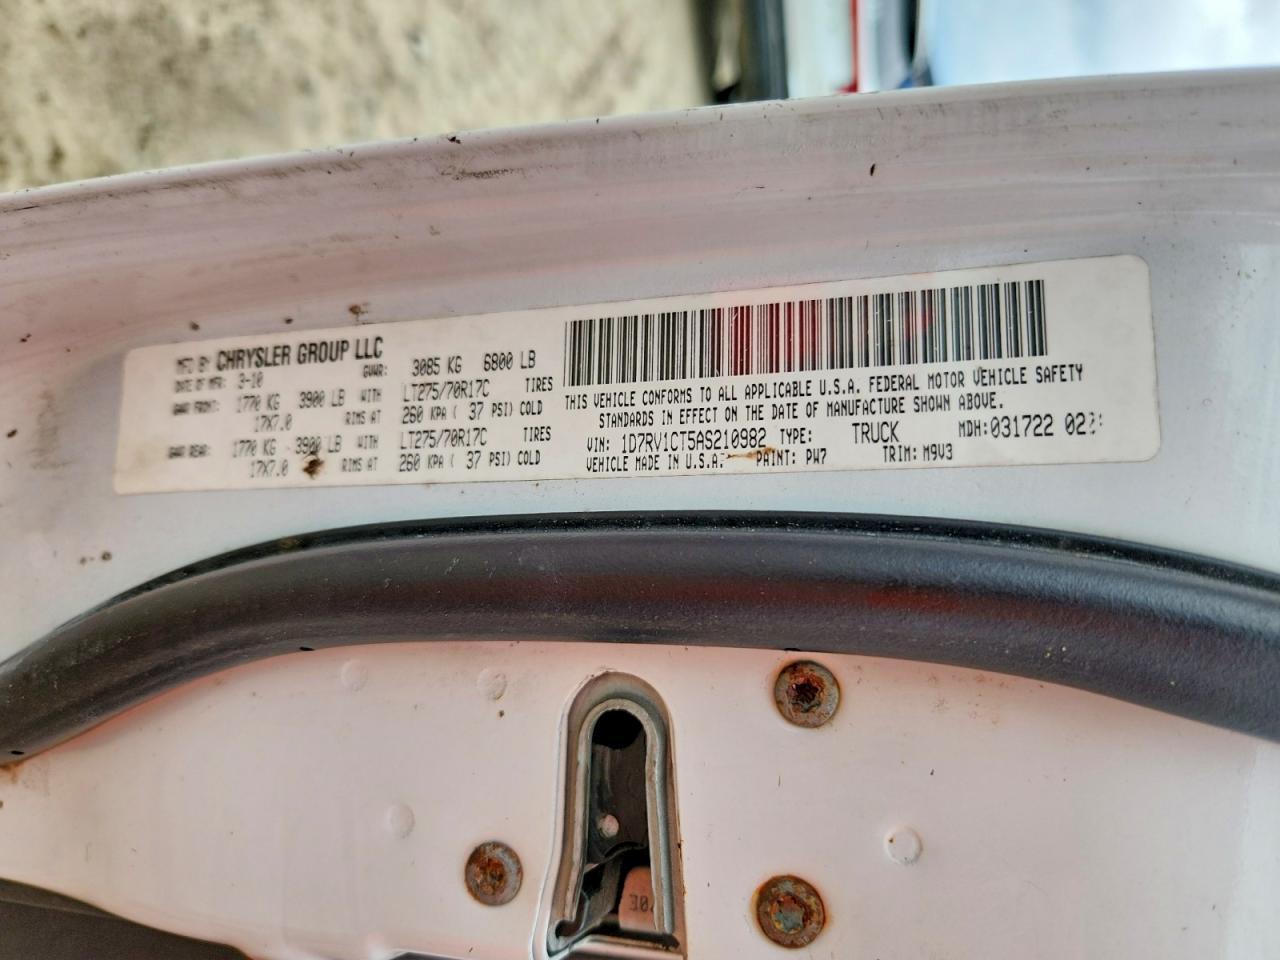 MFD BY CHRYSLER GROUP LLC
DATE OF MFR: 3-10 GVWR: 3085 KG 6800 LB
GAWR FRONT: 1770 KG 3900 LB WITH LT275/70R17C TIRES
17X7.0 RIMS AT 260 KPA ( 37 PSI) COLD
GAWR REAR: 1770 KG 3900 LB WITH LT275/70R17C TIRES
17X7.0 RIMS AT 260 KPA ( 37 PSI) COLD
THIS VEHICLE CONFORMS TO ALL APPLICABLE U.S.A. FEDERAL MOTOR VEHICLE SAFETY
STANDARDS IN EFFECT ON THE DATE OF MANUFACTURE SHOWN ABOVE.
VIN: 1D7RV1CT5AS210982 TYPE: TRUCK MDH:031722
VEHICLE MADE IN U.S.A. PAINT: PW7 TRIM: M9V3